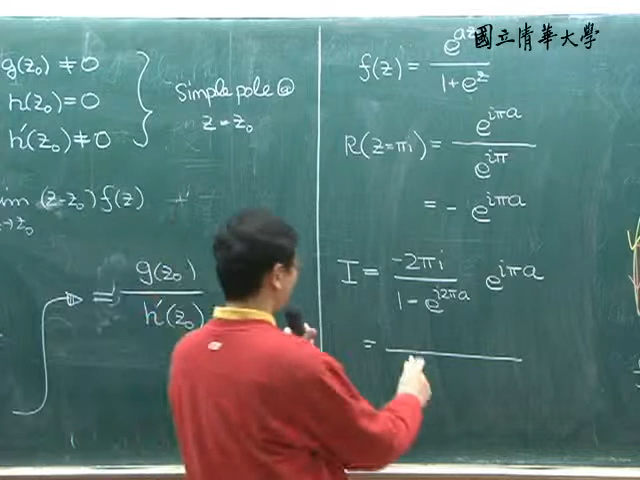 國立清華大學
g(z₀) ≠ 0
h(z₀) = 0
h'(z₀) ≠ 0
Simple pole @
z = z₀
(z-z₀) f(z)
= g(z₀) / h'(z₀)
f(z) = e^{az} / 1+e^z
R(z=πi) = e^{iπa} / e^{iπ}
= - e^{iπa}
I = -2πi / 1 - e^{i2πa} e^{iπa}
=